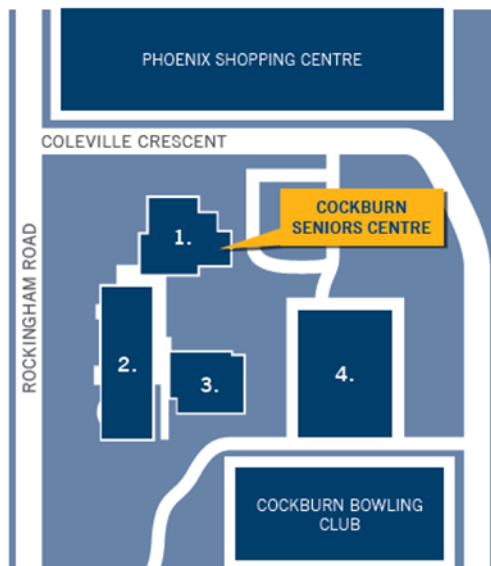 PHOENIX SHOPPING CENTRE
COLEVILLE CRESCENT
COCKBURN
SENIORS CENTRE
1.
ROCKINGHAM ROAD
2.
3.
4.
COCKBURN BOWLING
CLUB